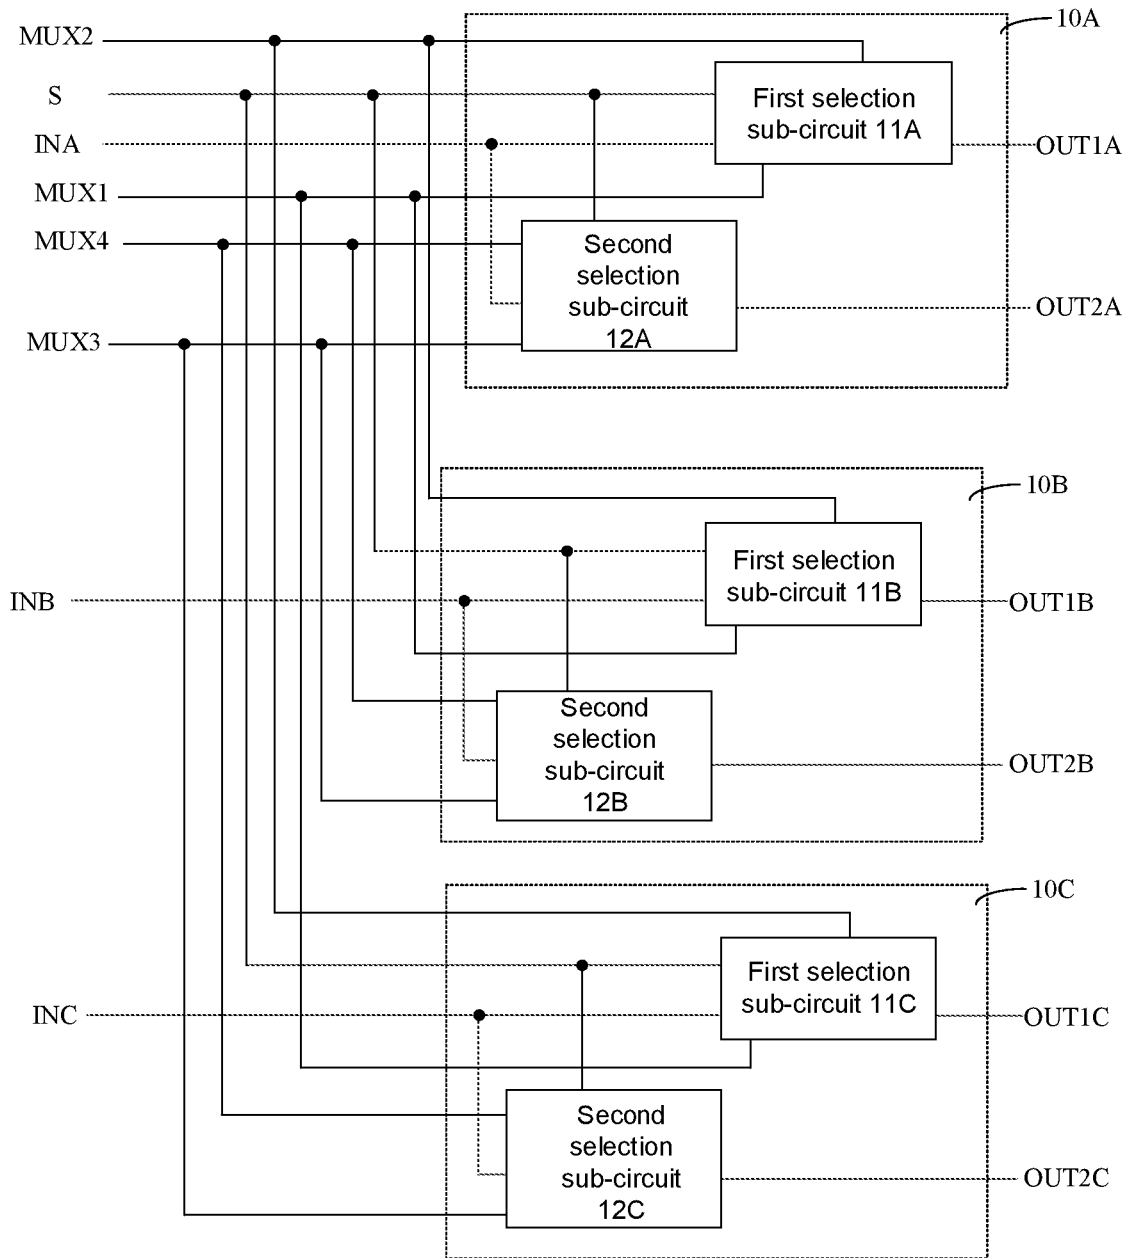 10A
MUX2
S
First selection
sub-circuit 11A
INA
OUT1A
MUX1
MUX4
Second
selection
sub-circuit
12A
OUT2A
MUX3
10B
First selection
sub-circuit 11B
INB
OUT1B
Second
selection
sub-circuit
12B
OUT2B
10C
First selection
sub-circuit 11C
INC
OUT1C
Second
selection
sub-circuit
12C
OUT2C